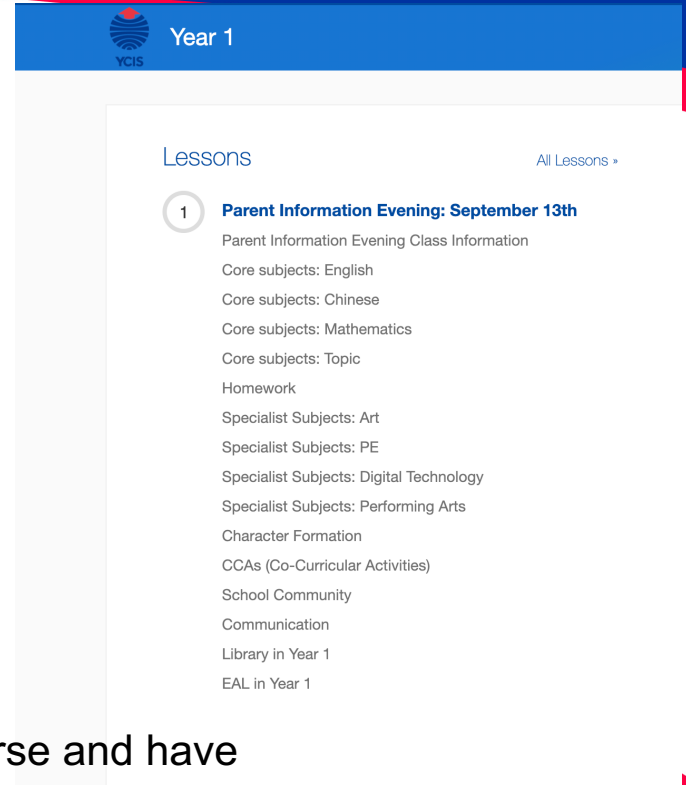 YCIS
Year 1
Lessons
All Lessons »
1
Parent Information Evening: September 13th
Parent Information Evening Class Information
Core subjects: English
Core subjects: Chinese
Core subjects: Mathematics
Core subjects: Topic
Homework
Specialist Subjects: Art
Specialist Subjects: PE
Specialist Subjects: Digital Technology
Specialist Subjects: Performing Arts
Character Formation
CCAs (Co-Curricular Activities)
School Community
Communication
Library in Year 1
EAL in Year 1
and have